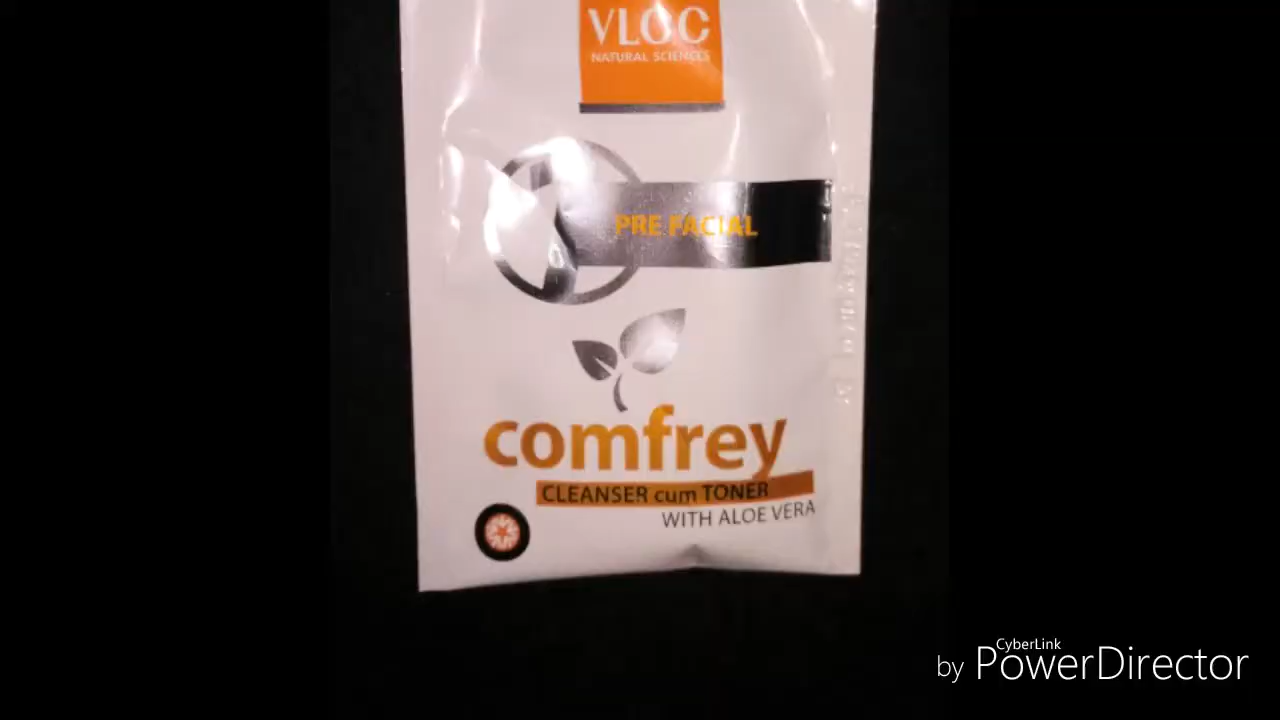 VLCC
NATURAL SCIENCES
PRE FACIAL
comfrey
CLEANSER cum TONER
WITH ALOE VERA
CyberLink
by PowerDirector